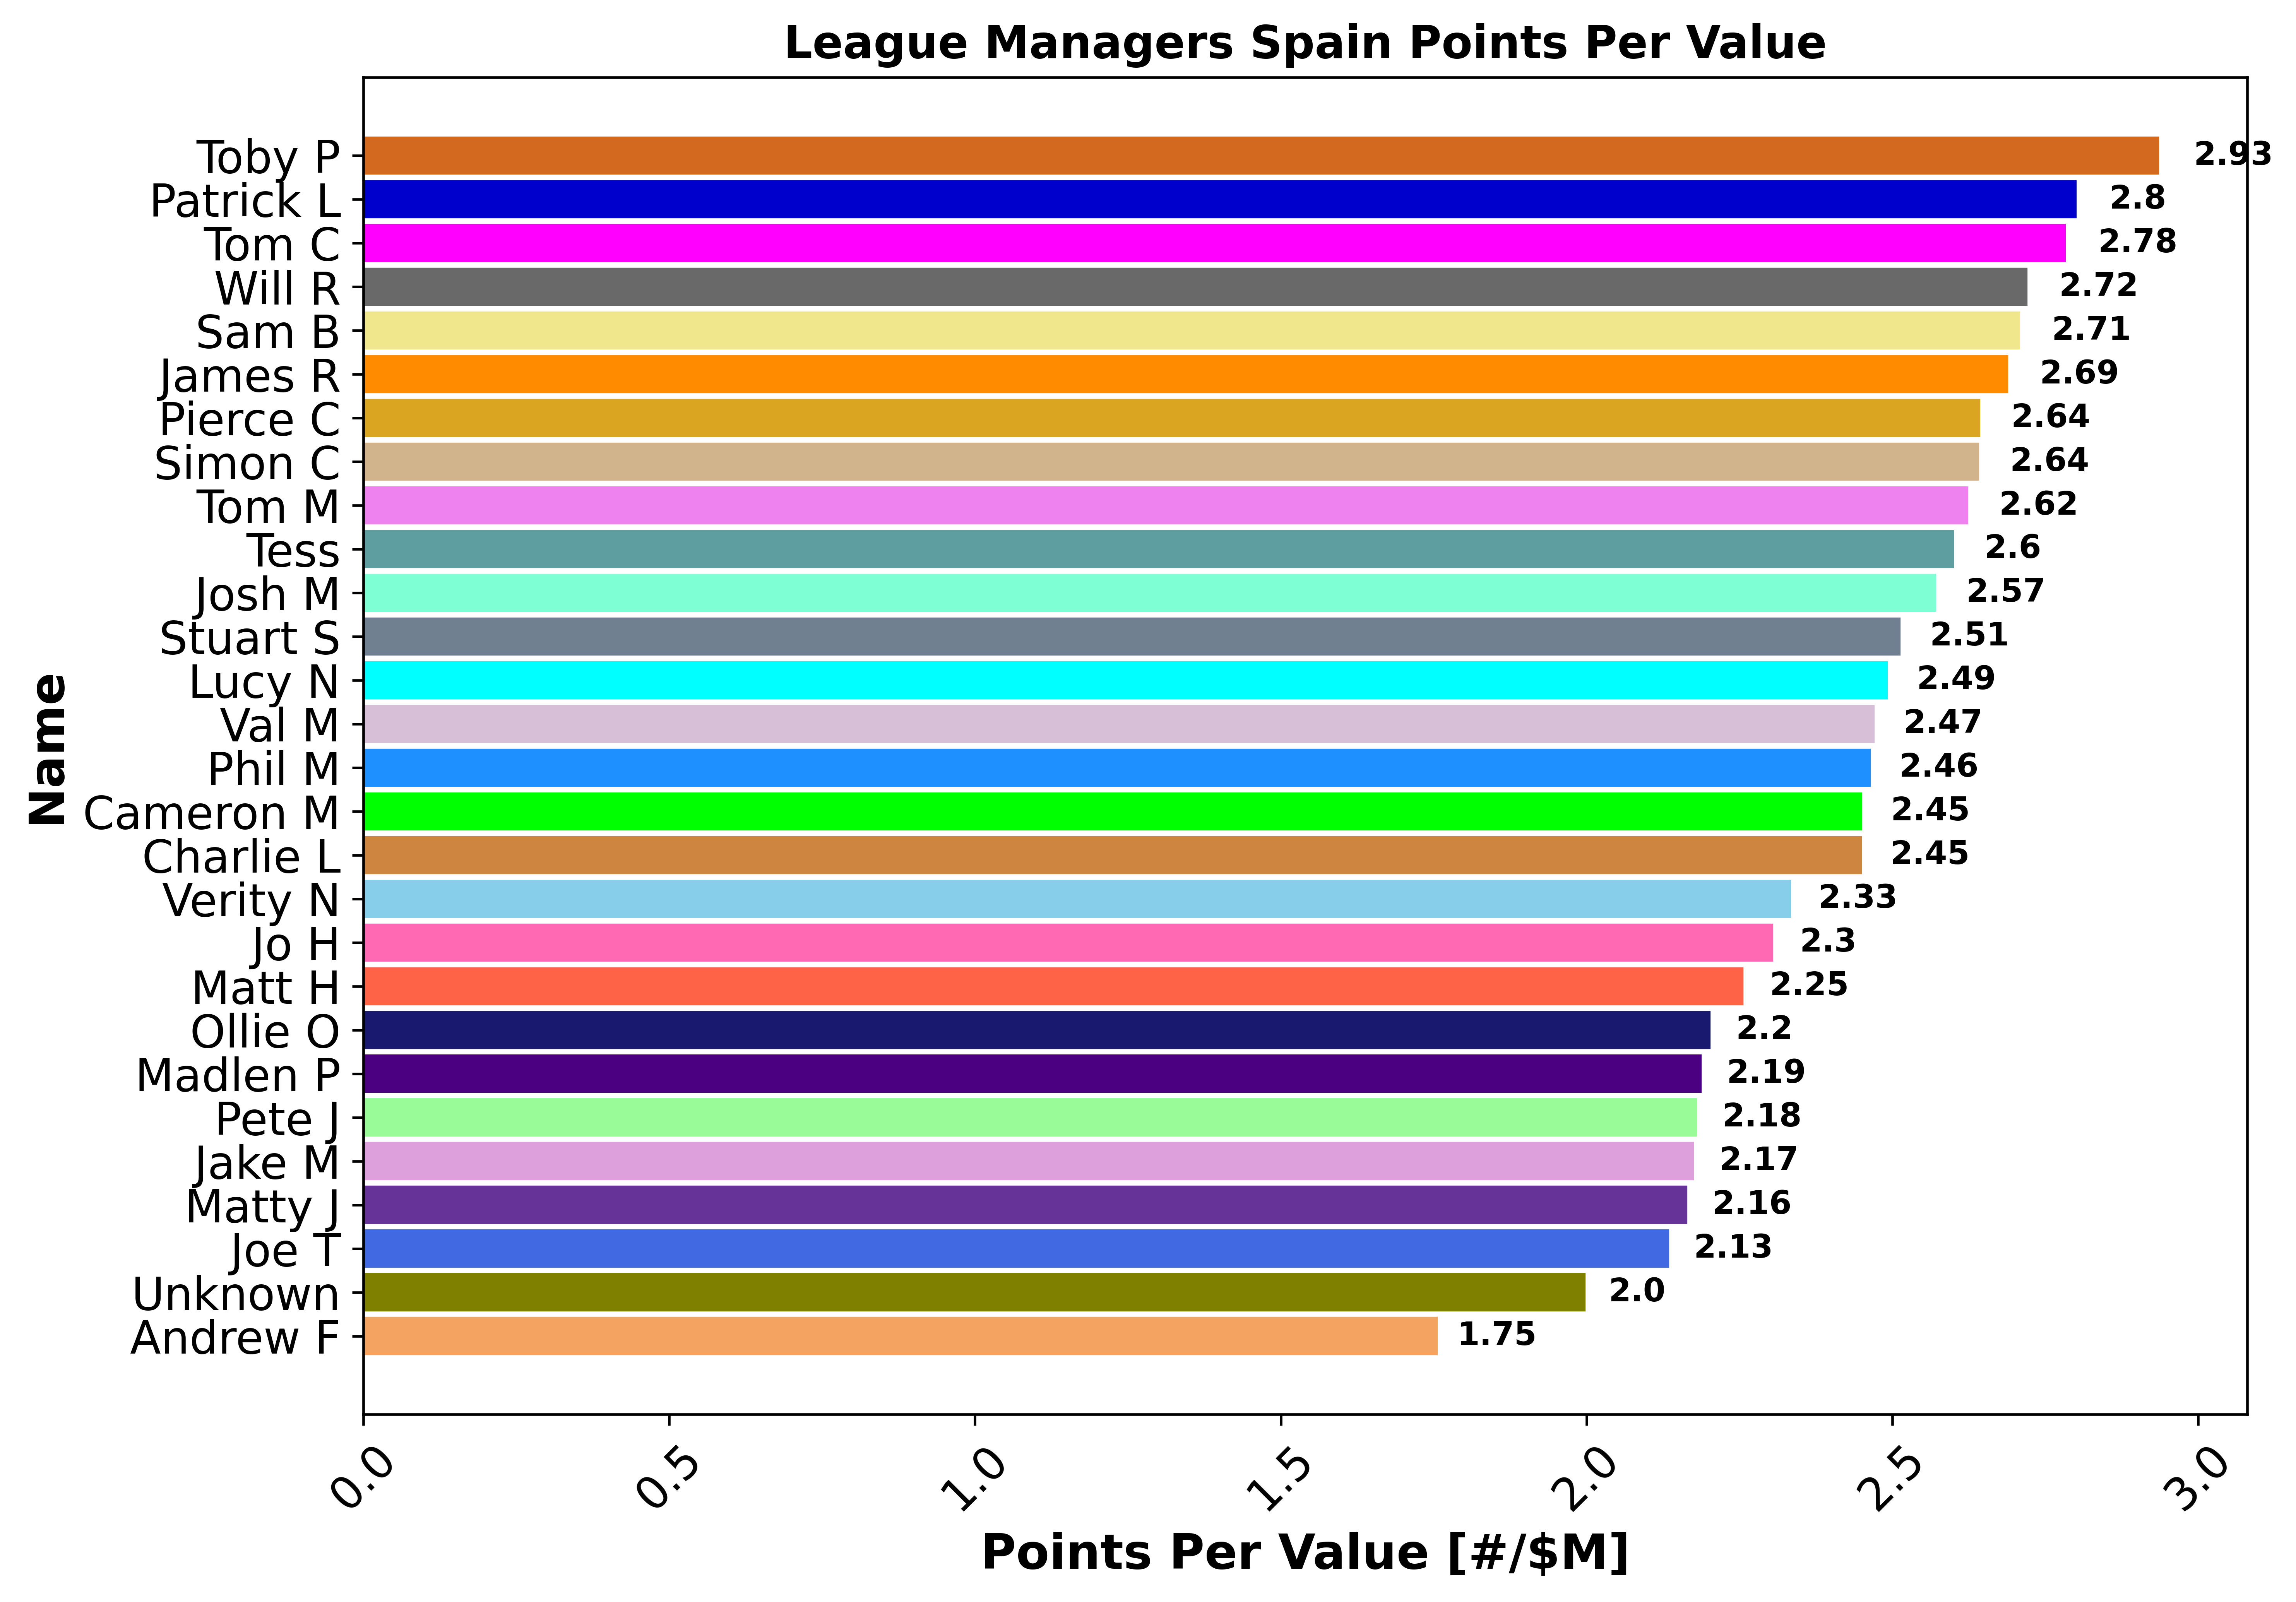 League Managers Spain Points Per Value
Toby P 2.93
Patrick L 2.8
Tom C 2.78
Will R 2.72
Sam B 2.71
James R 2.69
Pierce C 2.64
Simon C 2.64
Tom M 2.62
Tess 2.6
Josh M 2.57
Stuart S 2.51
Lucy N 2.49
Val M 2.47
Phil M 2.46
Cameron M 2.45
Charlie L 2.45
Verity N 2.33
Jo H 2.3
Matt H 2.25
Ollie O 2.2
Madlen P 2.19
Pete J 2.18
Jake M 2.17
Matty J 2.16
Joe T 2.13
Unknown 2.0
Andrew F 1.75
Name
0.0 0.5 1.0 1.5 2.0 2.5 3.0
Points Per Value [#/$M]